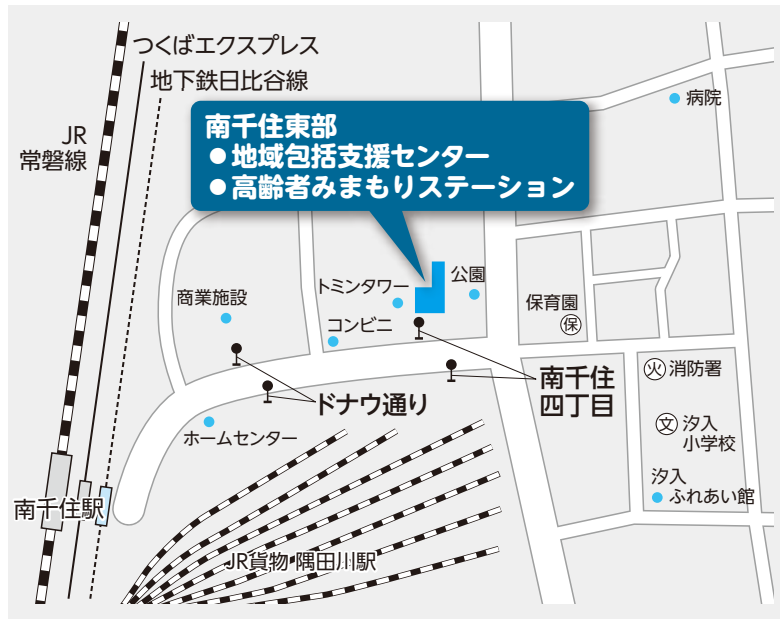 つくばエクスプレス
地下鉄日比谷線
JR
常磐線
病院
南千住東部
●地域包括支援センター
●高齢者みまもりステーション
商業施設
トミンタワー
公園
コンビニ
保育園
保
南千住
四丁目
ドナウ通り
ホームセンター
火 消防署
文 汐入
小学校
汐入
ふれあい館
南千住駅
JR貨物 隅田川駅